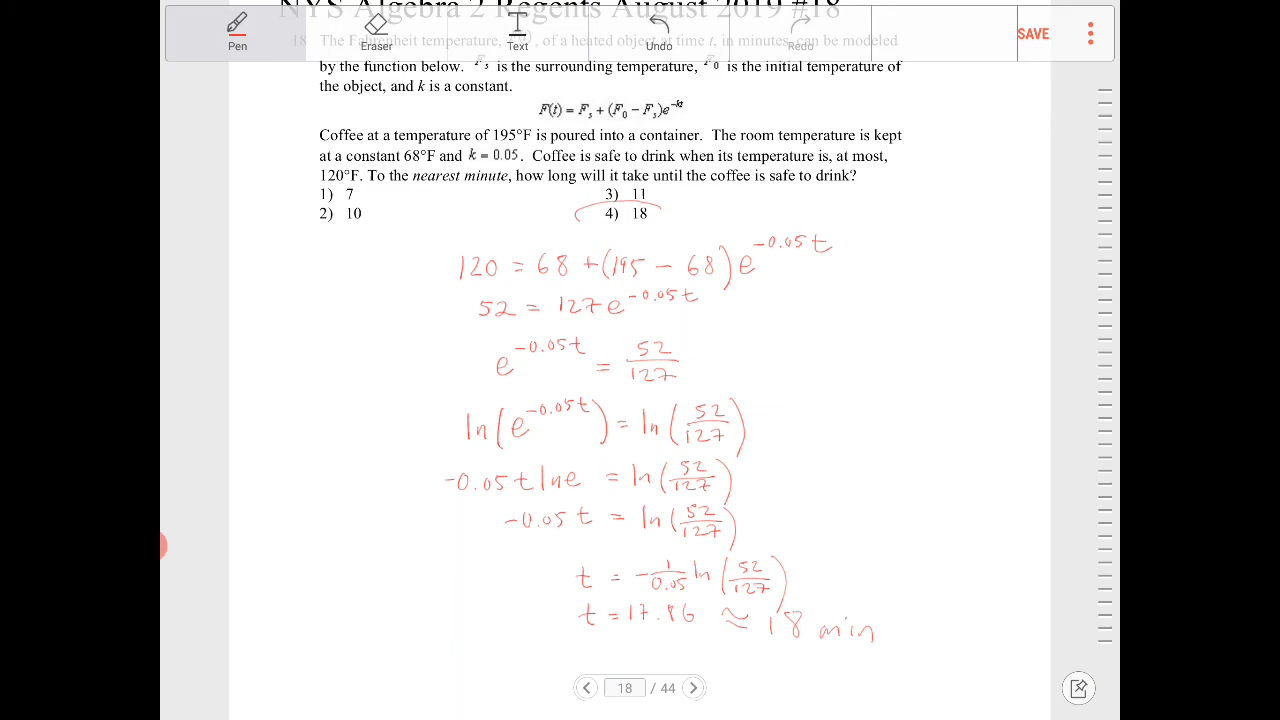 NYS Algebra 2 Regents August 2019 #18
Pen
Eraser
Text
Undo
Redo
SAVE
18 The Fahrenheit temperature, F(t), of a heated object at time t, in minutes, can be modeled
by the function below. Fₛ is the surrounding temperature, F₀ is the initial temperature of
the object, and k is a constant.
F(t) = Fₛ + (F₀ − Fₛ)e^(−kt)
Coffee at a temperature of 195°F is poured into a container. The room temperature is kept
at a constant 68°F and k = 0.05. Coffee is safe to drink when its temperature is, at most,
120°F. To the nearest minute, how long will it take until the coffee is safe to drink?
1) 7
2) 10
3) 11
4) 18
120 = 68 + (195 − 68) e^(−0.05t)
52 = 127 e^(−0.05t)
e^(−0.05t) = 52/127
ln(e^(−0.05t)) = ln(52/127)
−0.05 t ln e = ln(52/127)
−0.05 t = ln(52/127)
t = −1/0.05 ln(52/127)
t = 17.86 ≈ 18 min
18 / 44